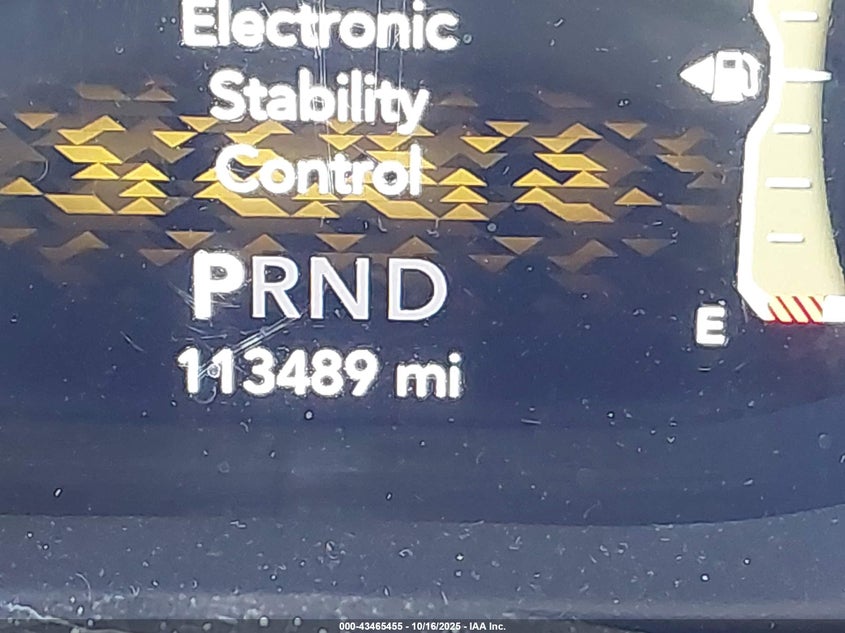 Electronic
Stability
Control
PRND
E
113489 mi
000-43465455 - 10/16/2025 - IAA Inc.